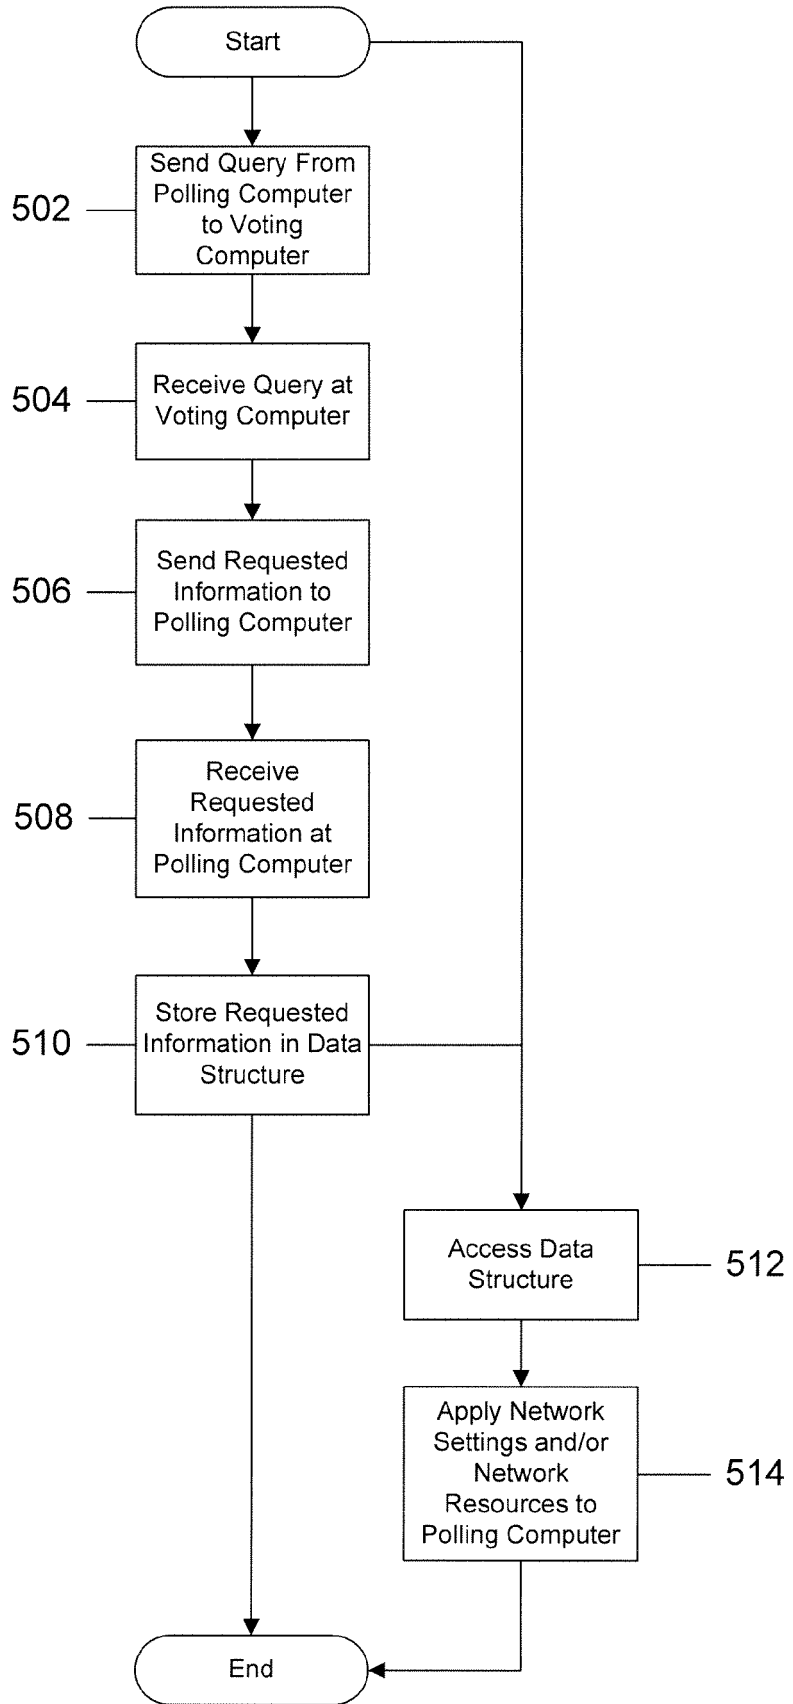 Start
502
Send Query From
Polling Computer
to Voting
Computer
504
Receive Query at
Voting Computer
506
Send Requested
Information to
Polling Computer
508
Receive
Requested
Information at
Polling Computer
510
Store Requested
Information in Data
Structure
Access Data
Structure
512
Apply Network
Settings and/or
Network
Resources to
Polling Computer
514
End